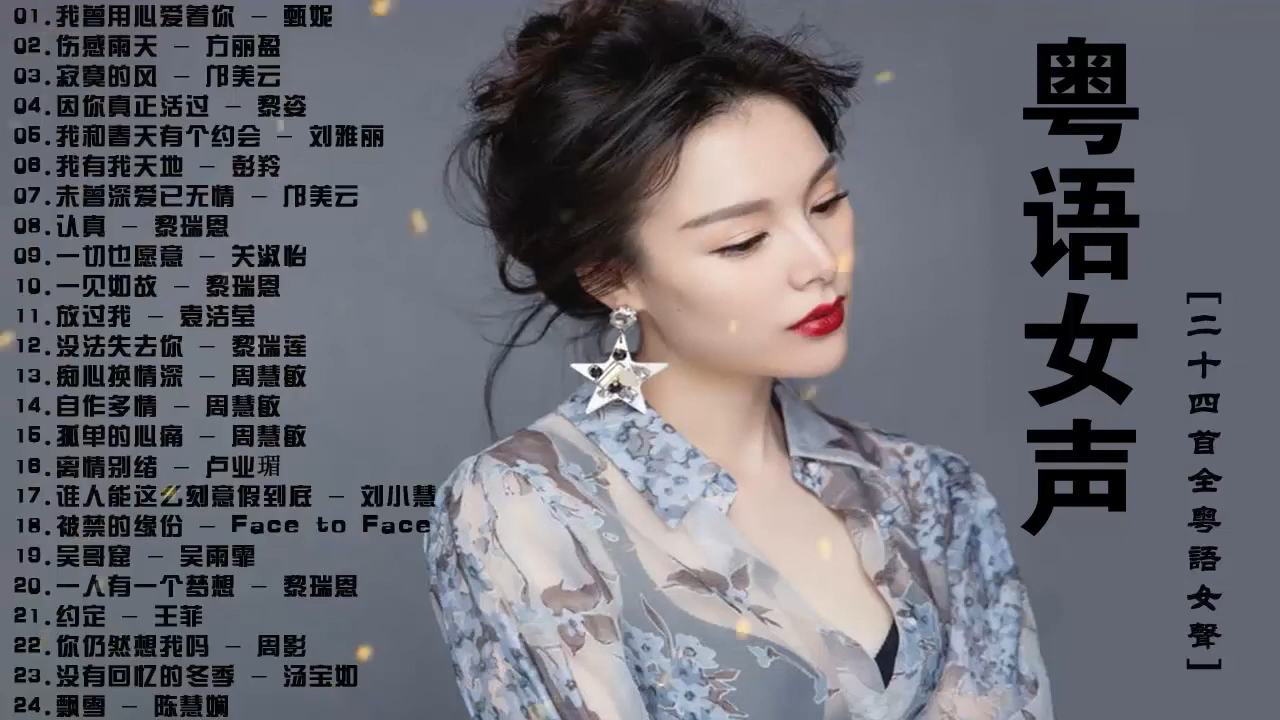 01.我曾用心爱着你 – 甄妮
02.伤感雨天 – 方丽盈
03.寂寞的风 – 邝美云
04.因你真正活过 – 黎姿
05.我和春天有个约会 – 刘雅丽
06.我有我天地 – 彭羚
07.未曾深爱已无情 – 邝美云
08.认真 – 黎瑞恩
09.一切也愿意 – 关淑怡
10.一见如故 – 黎瑞恩
11.放过我 – 袁洁莹
12.没法失去你 – 黎瑞莲
13.痴心换情深 – 周慧敏
14.自作多情 – 周慧敏
15.孤单的心痛 – 周慧敏
16.离情别绪 – 卢业瑂
17.谁人能这么刻意假到底 – 刘小慧
18.被禁的缘份 – Face to Face
19.吴哥窟 – 吴雨霏
20.一人有一个梦想 – 黎瑞恩
21.约定 – 王菲
22.你仍然想我吗 – 周影
23.没有回忆的冬季 – 汤宝如
24.飘雪 – 陈慧娴
粤语女声
[二十四首全粵語女聲]